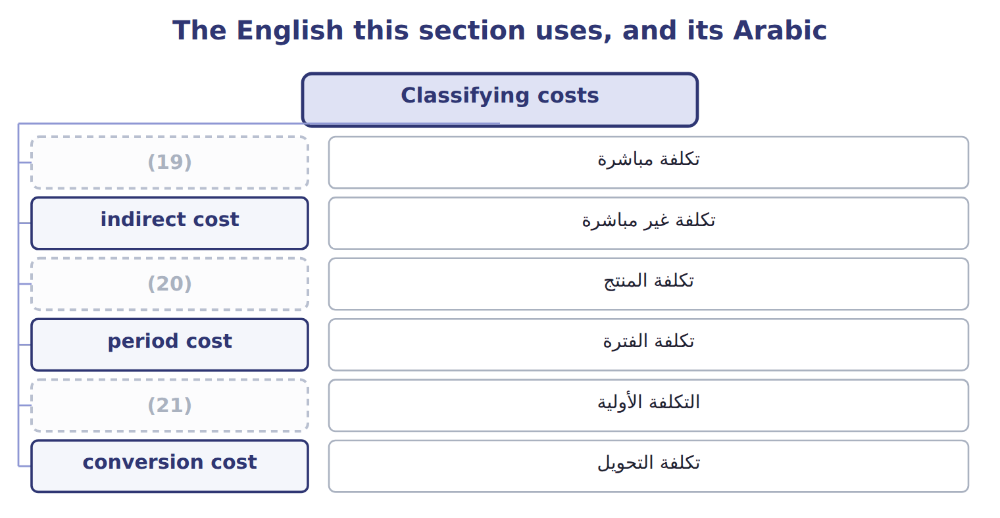 The English this section uses, and its Arabic
Classifying costs
(19)
تكلفة مباشرة
indirect cost
تكلفة غير مباشرة
(20)
تكلفة المنتج
period cost
تكلفة الفترة
(21)
التكلفة الأولية
conversion cost
تكلفة التحويل